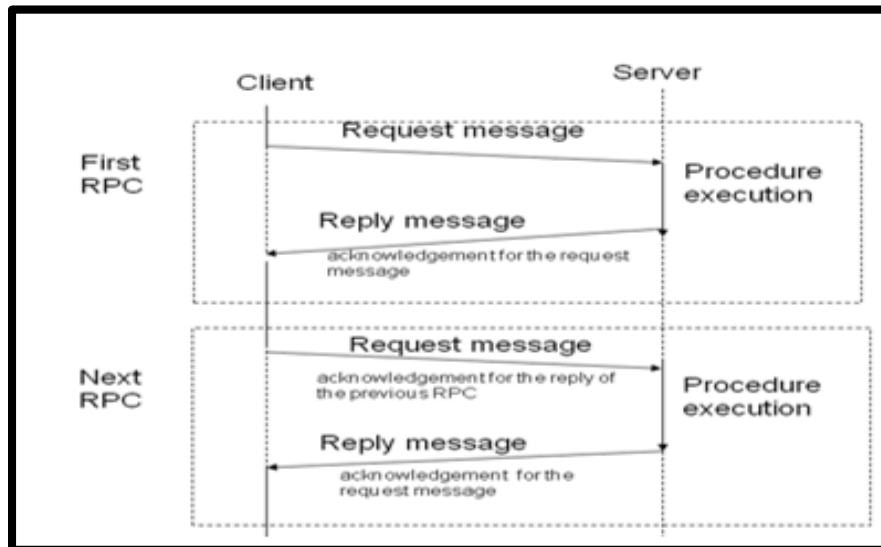 Client
Server
Request message
First
RPC
Procedure
execution
Reply message
acknowledgement for the request
message
Request message
Next
RPC
acknowledgement for the reply of
the previous RPC
Procedure
execution
Reply message
acknowledgement for the
request message